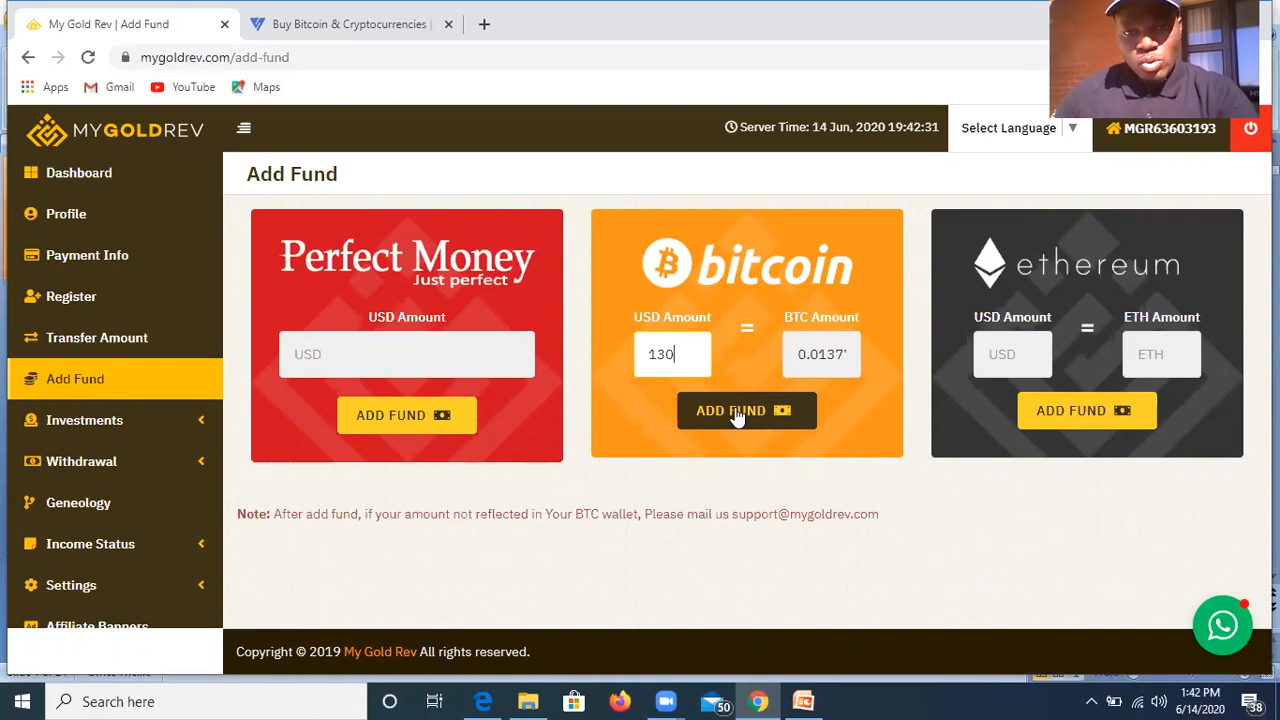 My Gold Rev | Add Fund
Buy Bitcoin & Cryptocurrencies
mygoldrev.com/add-fund
Apps Gmail YouTube Maps
MYGOLDREV
Server Time: 14 Jun, 2020 19:42:31
Select Language ▼
MGR63603193
Dashboard
Profile
Payment Info
Register
Transfer Amount
Add Fund
Investments
Withdrawal
Geneology
Income Status
Settings
Affiliate Banners
Add Fund
Perfect Money
Just perfect
USD Amount
USD
ADD FUND
bitcoin
USD Amount = BTC Amount
130 0.0137
ADD FUND
ethereum
USD Amount = ETH Amount
USD ETH
ADD FUND
Note: After add fund, if your amount not reflected in Your BTC wallet, Please mail us support@mygoldrev.com
Copyright © 2019 My Gold Rev All rights reserved.
Search here
50
1:42 PM
6/14/2020
38